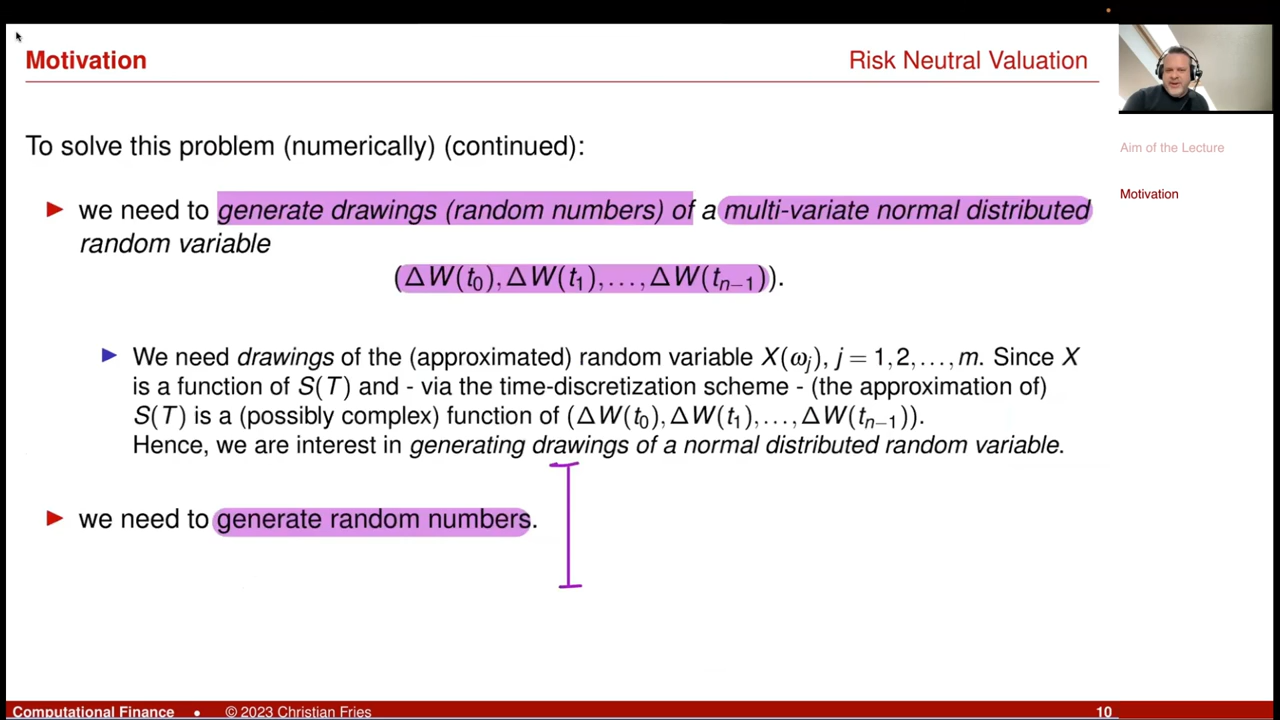 Motivation
Risk Neutral Valuation
To solve this problem (numerically) (continued):
▶ we need to generate drawings (random numbers) of a multi-variate normal distributed
random variable
(ΔW(t₀), ΔW(t₁), …, ΔW(tₙ₋₁)).
▶ We need drawings of the (approximated) random variable X(ωⱼ), j = 1, 2, …, m. Since X
is a function of S(T) and - via the time-discretization scheme - (the approximation of)
S(T) is a (possibly complex) function of (ΔW(t₀), ΔW(t₁), …, ΔW(tₙ₋₁)).
Hence, we are interest in generating drawings of a normal distributed random variable.
▶ we need to generate random numbers.
Aim of the Lecture
Motivation
Computational Finance • © 2023 Christian Fries
10